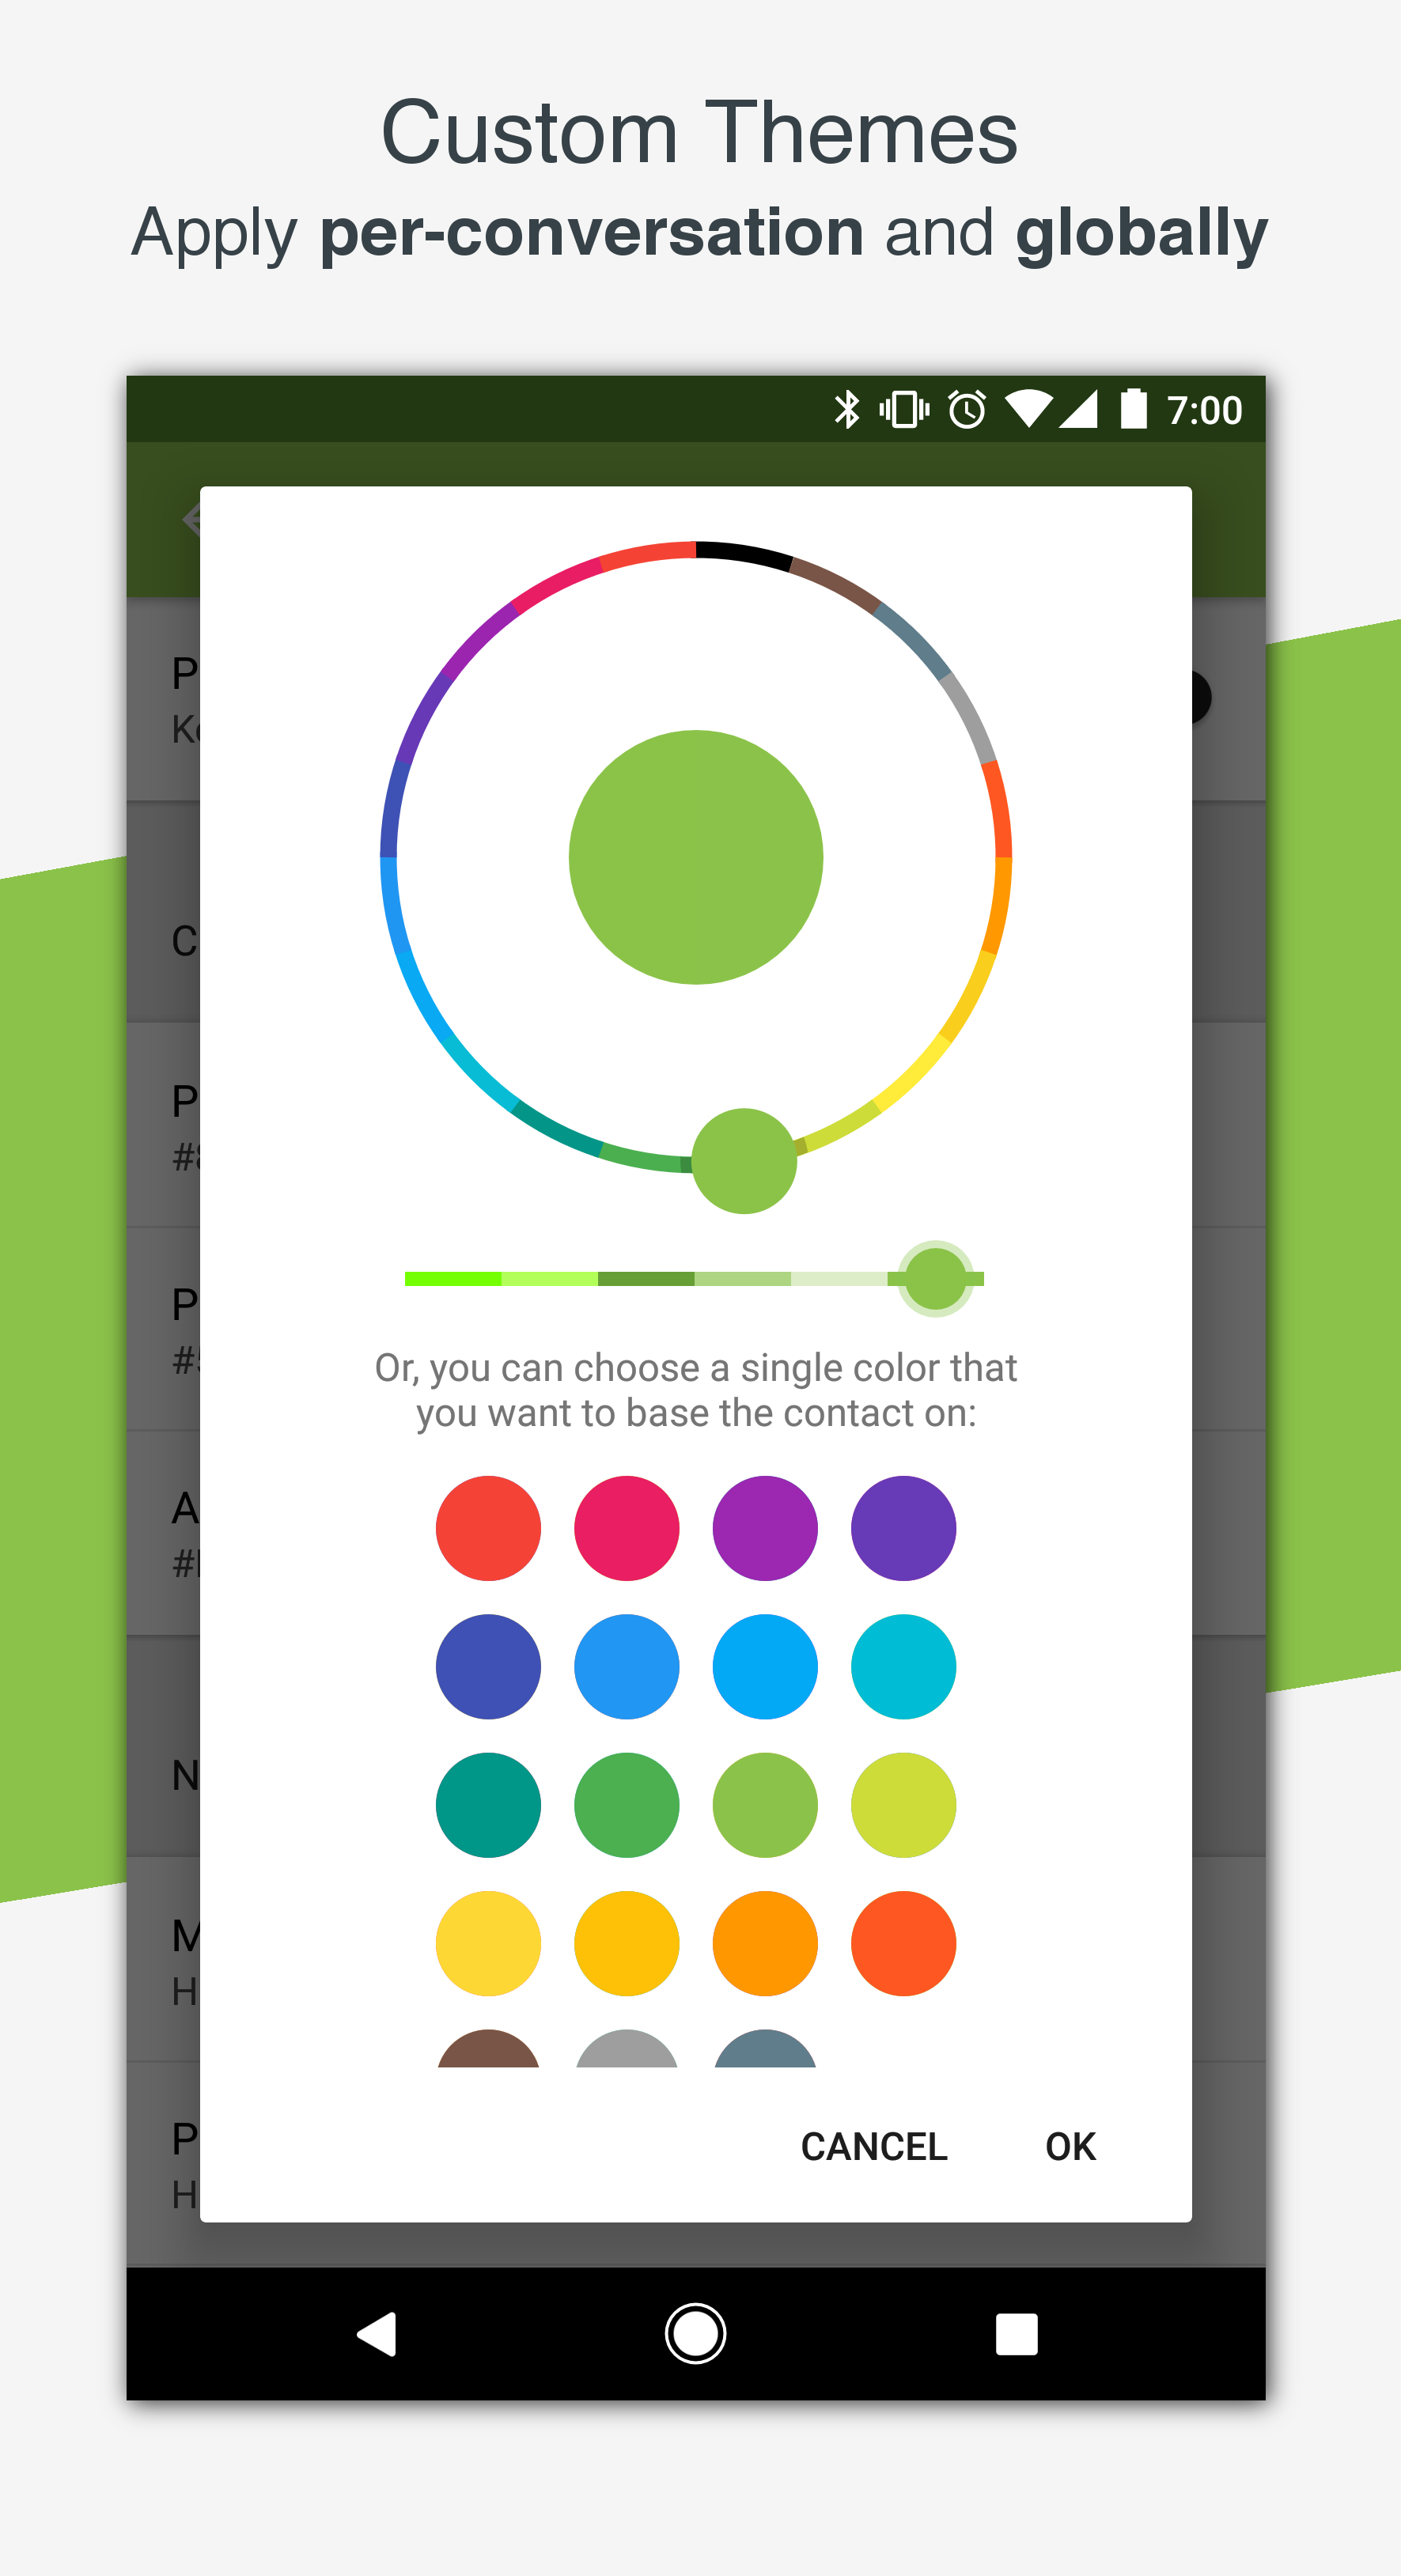 Custom Themes
Apply per-conversation and globally
7:00
Or, you can choose a single color that
you want to base the contact on:
CANCEL OK